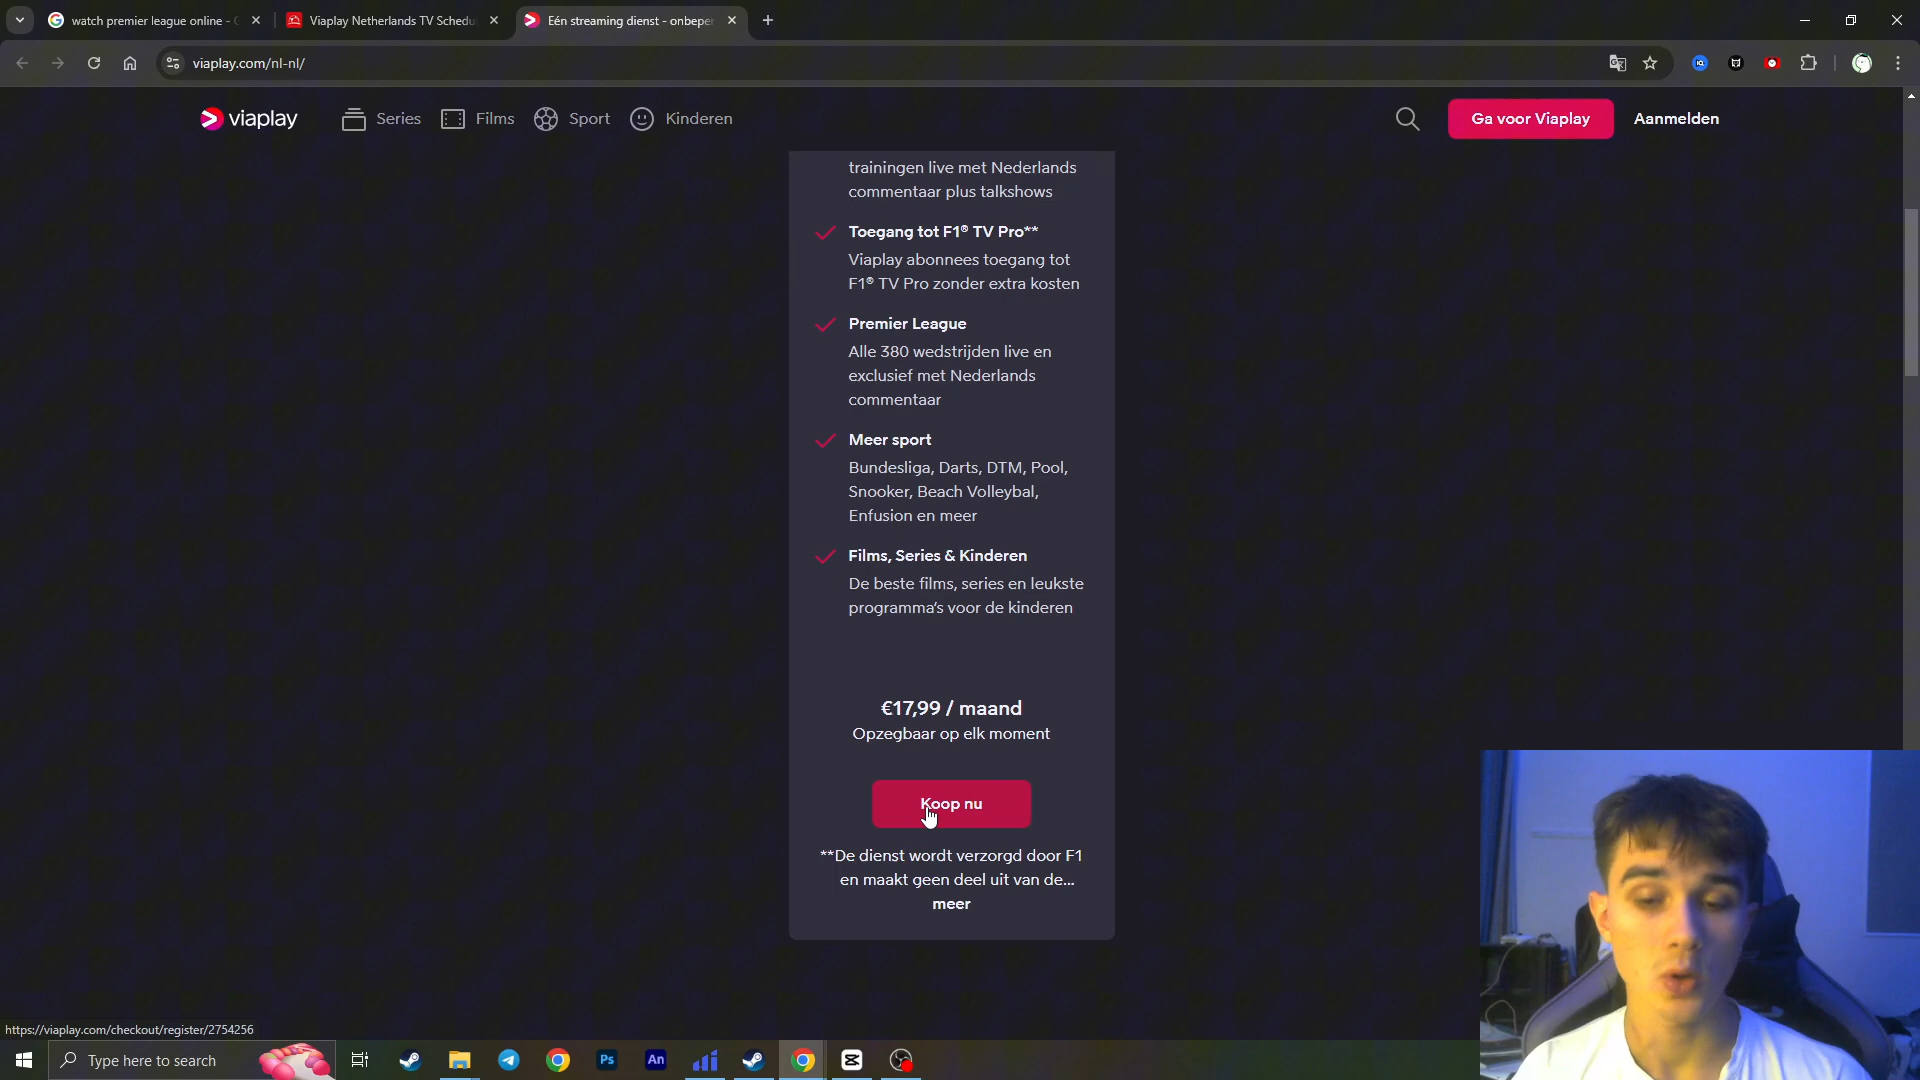 watch premier league online -
Viaplay Netherlands TV Schedu
Eén streaming dienst - onbeper
viaplay.com/nl-nl/
viaplay
Series
Films
Sport
Kinderen
Ga voor Viaplay
Aanmelden
trainingen live met Nederlands
commentaar plus talkshows
Toegang tot F1® TV Pro**
Viaplay abonnees toegang tot
F1® TV Pro zonder extra kosten
Premier League
Alle 380 wedstrijden live en
exclusief met Nederlands
commentaar
Meer sport
Bundesliga, Darts, DTM, Pool,
Snooker, Beach Volleybal,
Enfusion en meer
Films, Series & Kinderen
De beste films, series en leukste
programma's voor de kinderen
€17,99 / maand
Opzegbaar op elk moment
Koop nu
**De dienst wordt verzorgd door F1
en maakt geen deel uit van de...
meer
https://viaplay.com/checkout/register/2754256
Type here to search
Ps
An